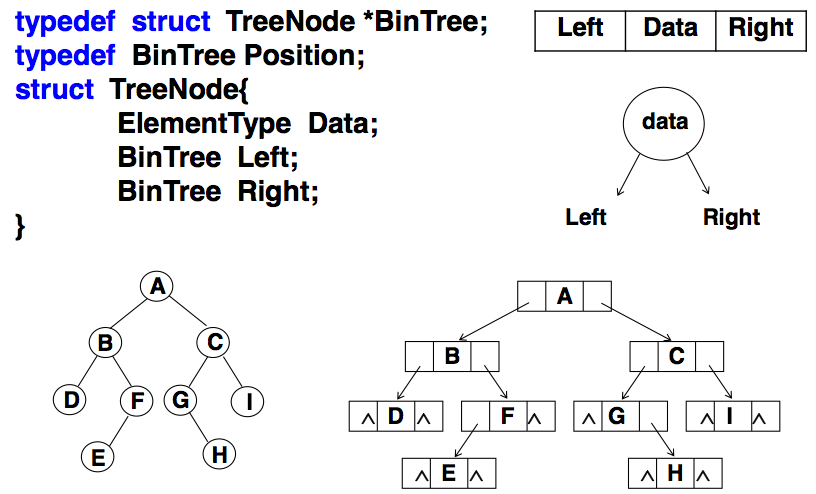 typedef struct TreeNode *BinTree;
typedef BinTree Position;
struct TreeNode{
ElementType Data;
BinTree Left;
BinTree Right;
}
Left Data Right
data
Left Right
A
B C
D F G I
E H
A
B C
^ D ^ F ^ ^ G ^ I ^
^ E ^ ^ H ^